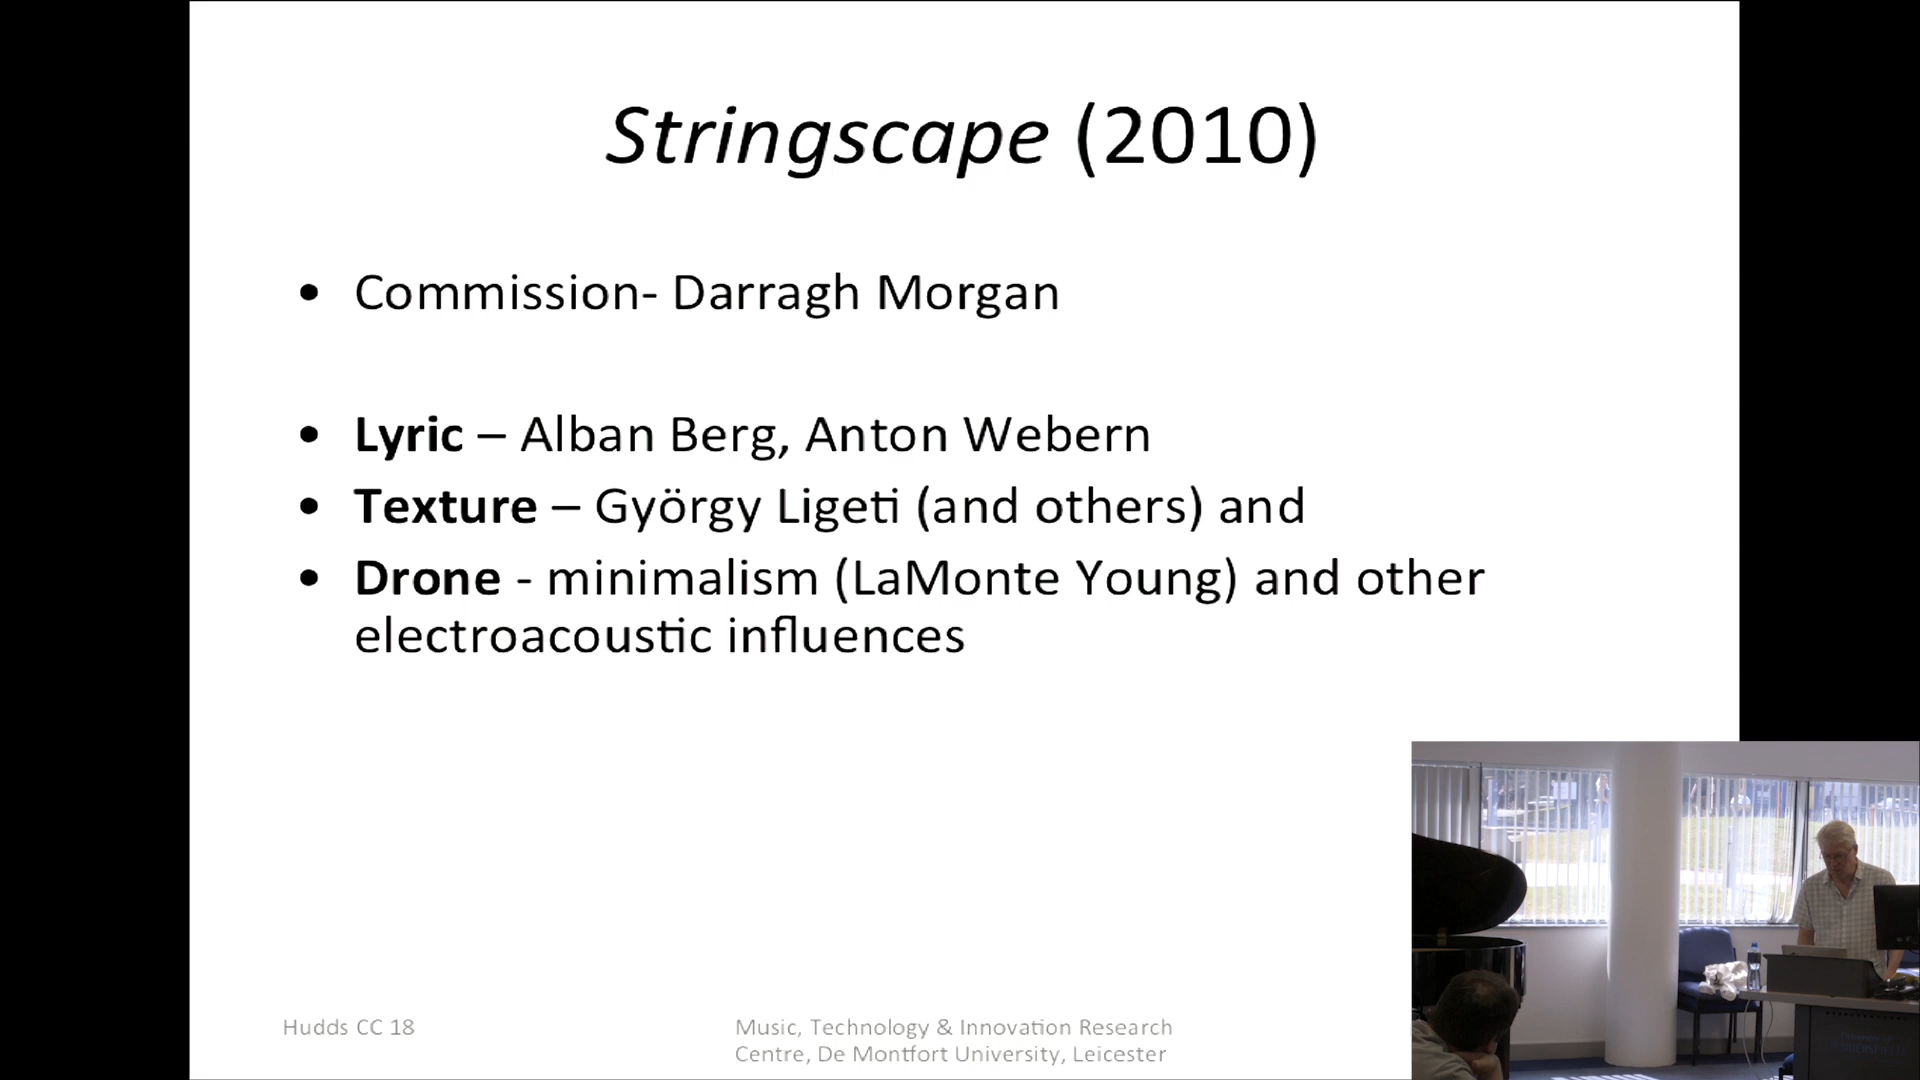 Stringscape (2010)
• Commission- Darragh Morgan
• Lyric – Alban Berg, Anton Webern
• Texture – György Ligeti (and others) and
• Drone - minimalism (LaMonte Young) and other
electroacoustic influences
Hudds CC 18
Music, Technology & Innovation Research
Centre, De Montfort University, Leicester